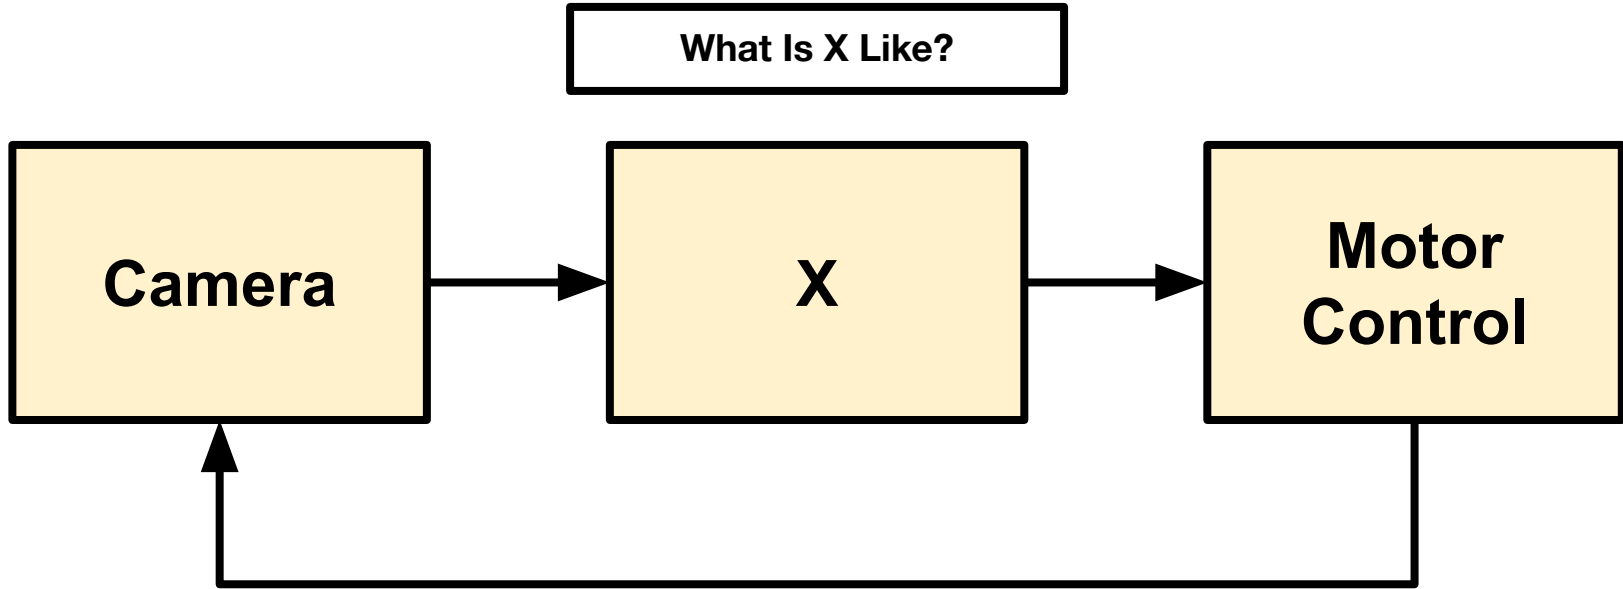 What Is X Like?
Camera
X
Motor
Control